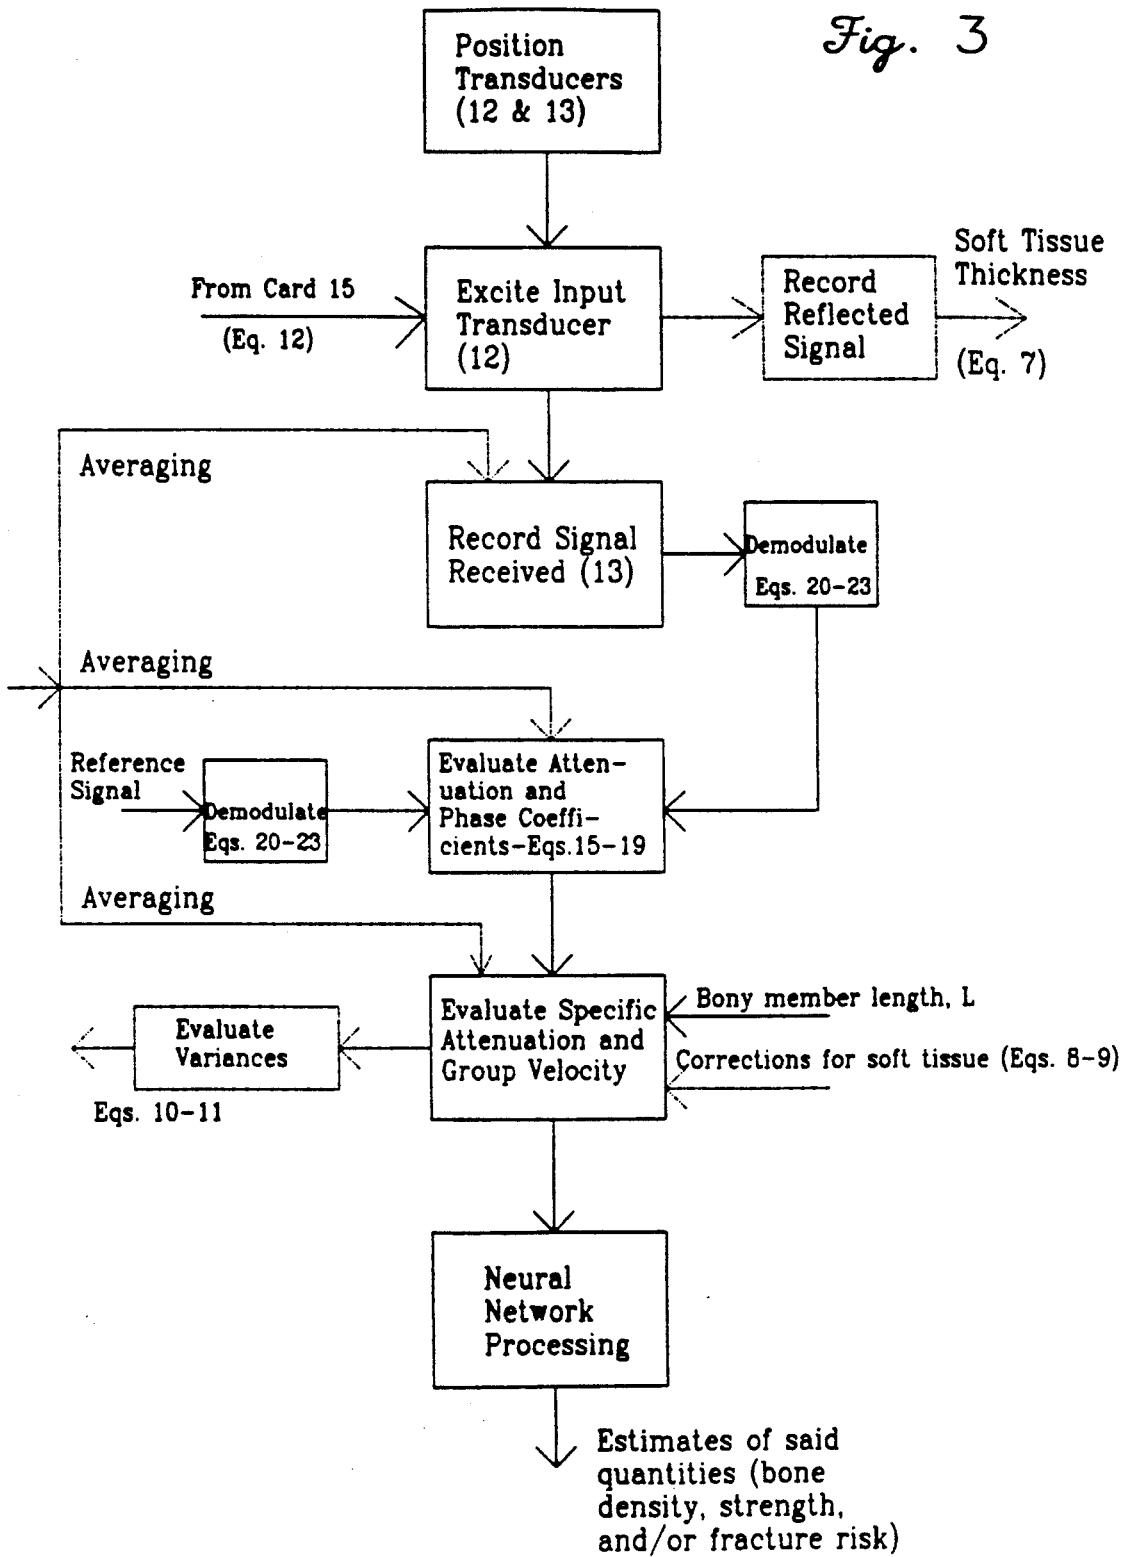 Fig. 3
Position
Transducers
(12 & 13)
From Card 15
(Eq. 12)
Excite Input
Transducer
(12)
Record
Reflected
Signal
Soft Tissue
Thickness
(Eq. 7)
Averaging
Record Signal
Received (13)
Demodulate
Eqs. 20-23
Averaging
Reference
Signal
Demodulate
Eqs. 20-23
Evaluate Atten-
uation and
Phase Coeffi-
cients-Eqs.15-19
Averaging
Evaluate Specific
Attenuation and
Group Velocity
Bony member length, L
Corrections for soft tissue (Eqs. 8-9)
Evaluate
Variances
Eqs. 10-11
Neural
Network
Processing
Estimates of said
quantities (bone
density, strength,
and/or fracture risk)